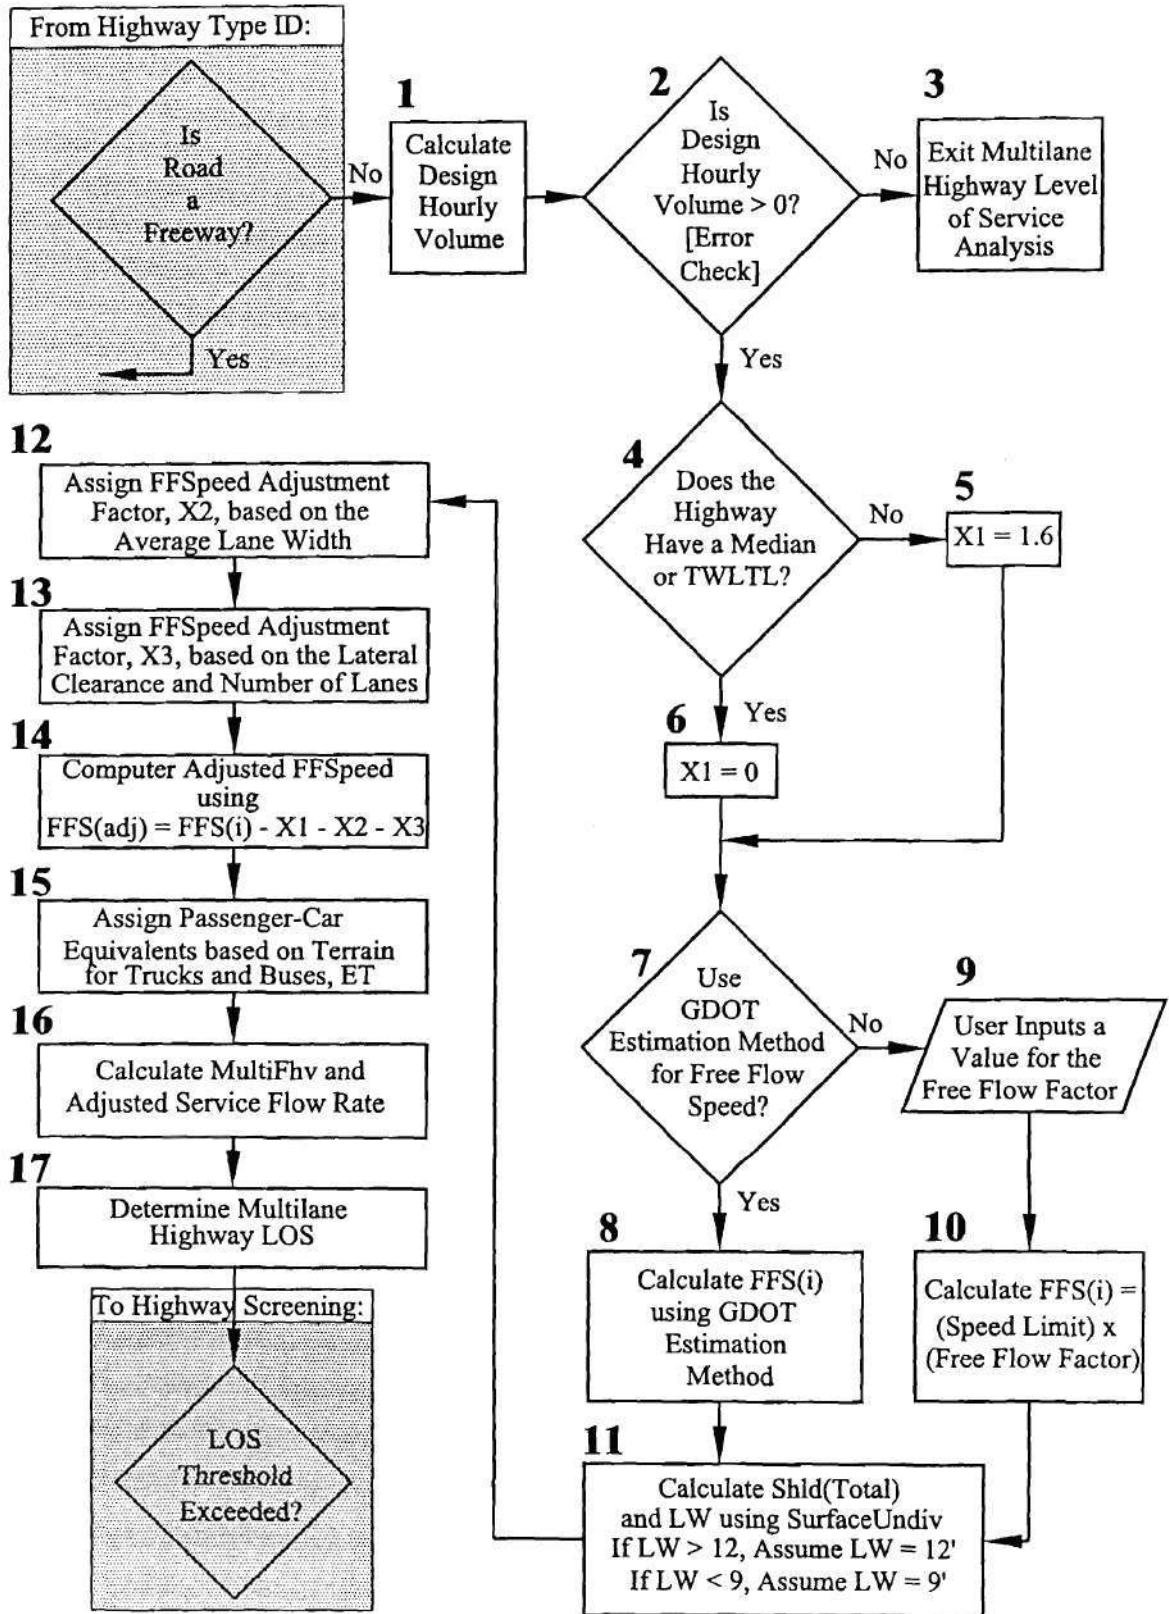 From Highway Type ID:
Is
Road
a
Freeway?
No
Yes
1
Calculate
Design
Hourly
Volume
2
Is
Design
Hourly
Volume > 0?
[Error
Check]
No
Yes
3
Exit Multilane
Highway Level
of Service
Analysis
4
Does the
Highway
Have a Median
or TWLTL?
No
Yes
5
X1 = 1.6
6
X1 = 0
7
Use
GDOT
Estimation Method
for Free Flow
Speed?
No
Yes
9
User Inputs a
Value for the
Free Flow Factor
8
Calculate FFS(i)
using GDOT
Estimation
Method
10
Calculate FFS(i) =
(Speed Limit) x
(Free Flow Factor)
11
Calculate Shld(Total)
and LW using SurfaceUndiv
If LW > 12, Assume LW = 12'
If LW < 9, Assume LW = 9'
12
Assign FFSpeed Adjustment
Factor, X2, based on the
Average Lane Width
13
Assign FFSpeed Adjustment
Factor, X3, based on the Lateral
Clearance and Number of Lanes
14
Computer Adjusted FFSpeed
using
FFS(adj) = FFS(i) - X1 - X2 - X3
15
Assign Passenger-Car
Equivalents based on Terrain
for Trucks and Buses, ET
16
Calculate MultiFhv and
Adjusted Service Flow Rate
17
Determine Multilane
Highway LOS
To Highway Screening:
LOS
Threshold
Exceeded?